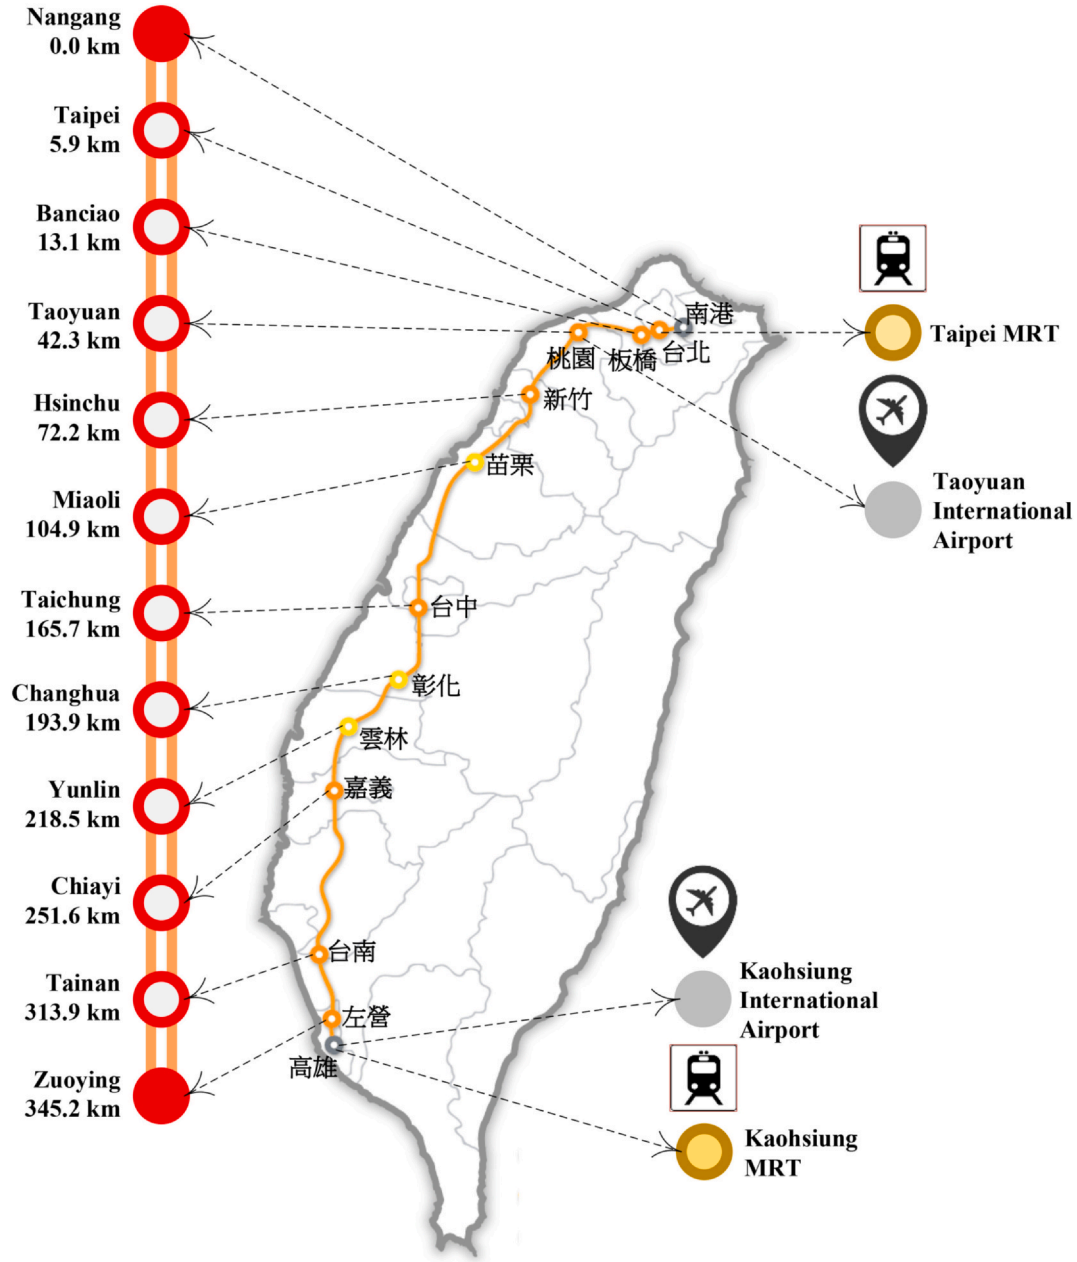 Nangang
0.0 km
Taipei
5.9 km
Banciao
13.1 km
Taoyuan
42.3 km
Hsinchu
72.2 km
Miaoli
104.9 km
Taichung
165.7 km
Changhua
193.9 km
Yunlin
218.5 km
Chiayi
251.6 km
Tainan
313.9 km
Zuoying
345.2 km
南港
台北
板橋
桃園
新竹
苗栗
台中
彰化
雲林
嘉義
台南
左營
高雄
Taipei MRT
Taoyuan
International
Airport
Kaohsiung
International
Airport
Kaohsiung
MRT